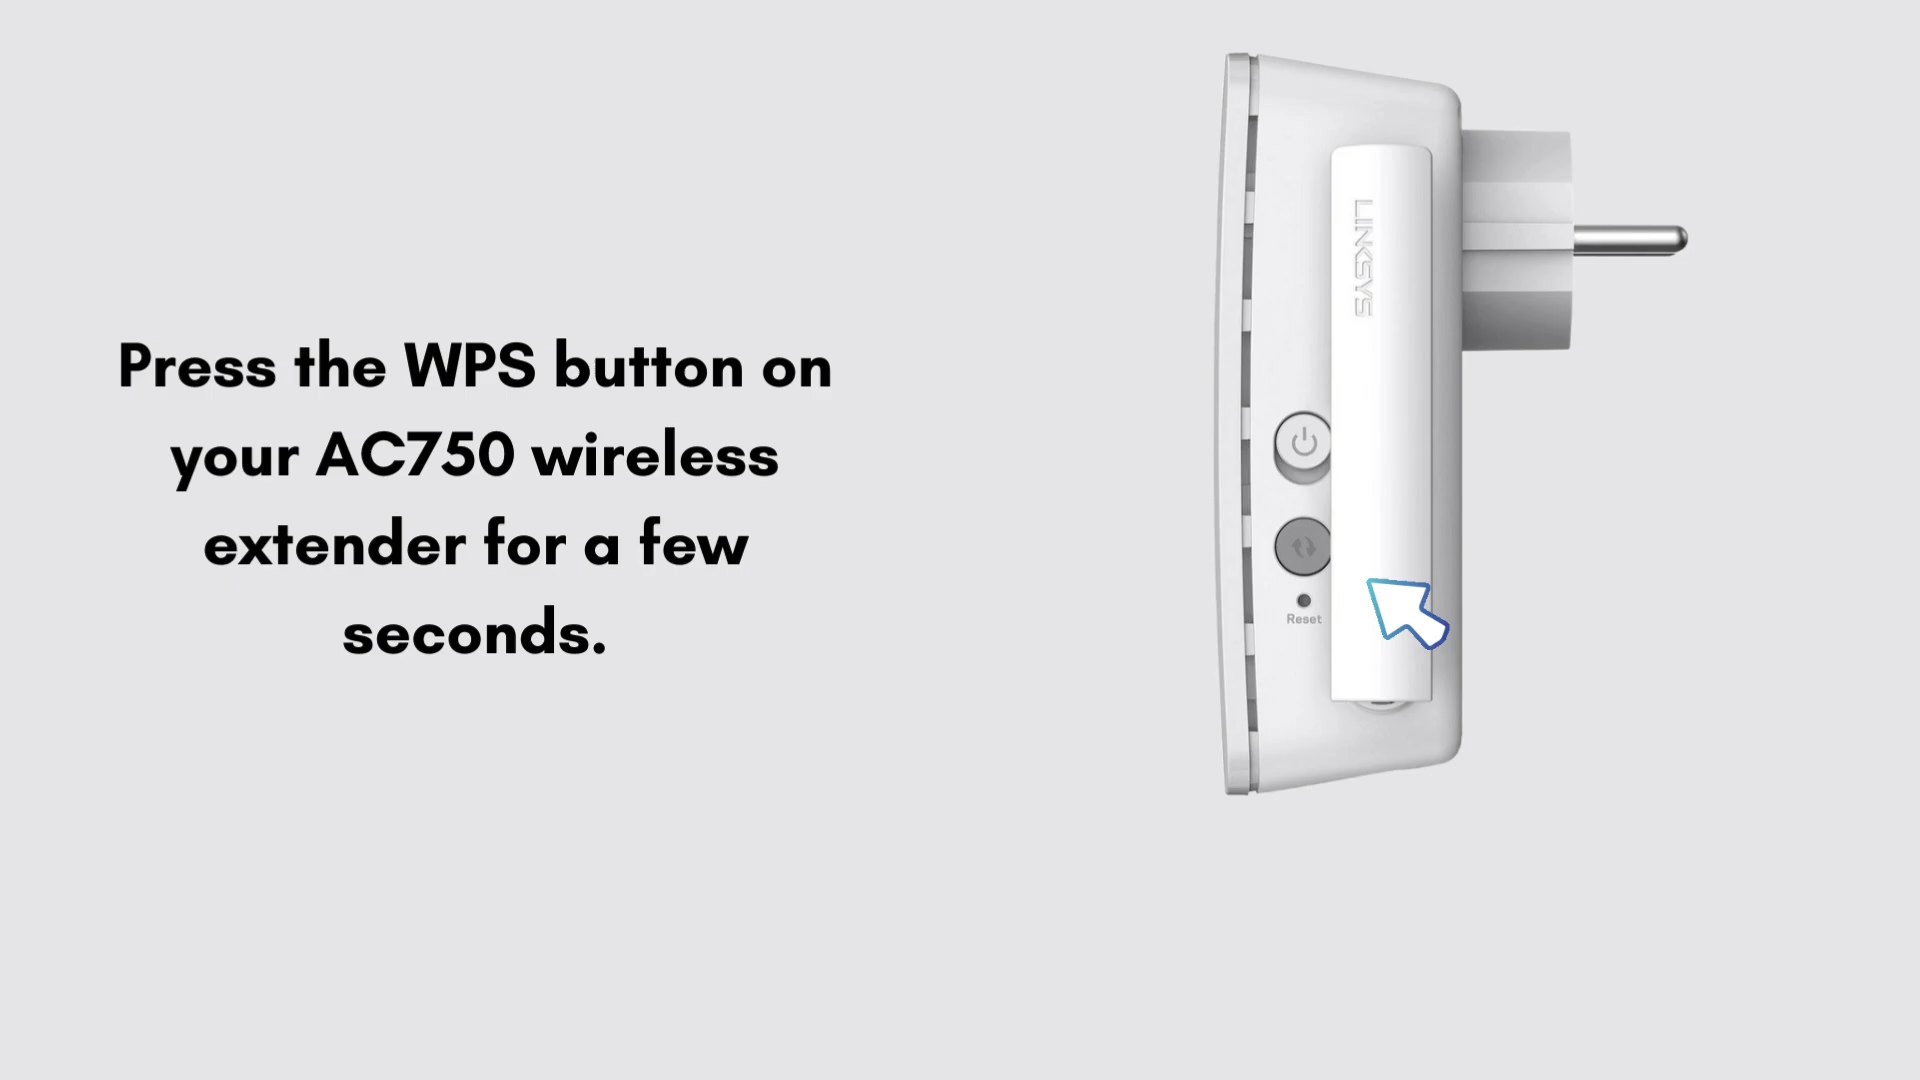 Press the WPS button on
your AC750 wireless
extender for a few
seconds.
LINKSYS
Reset